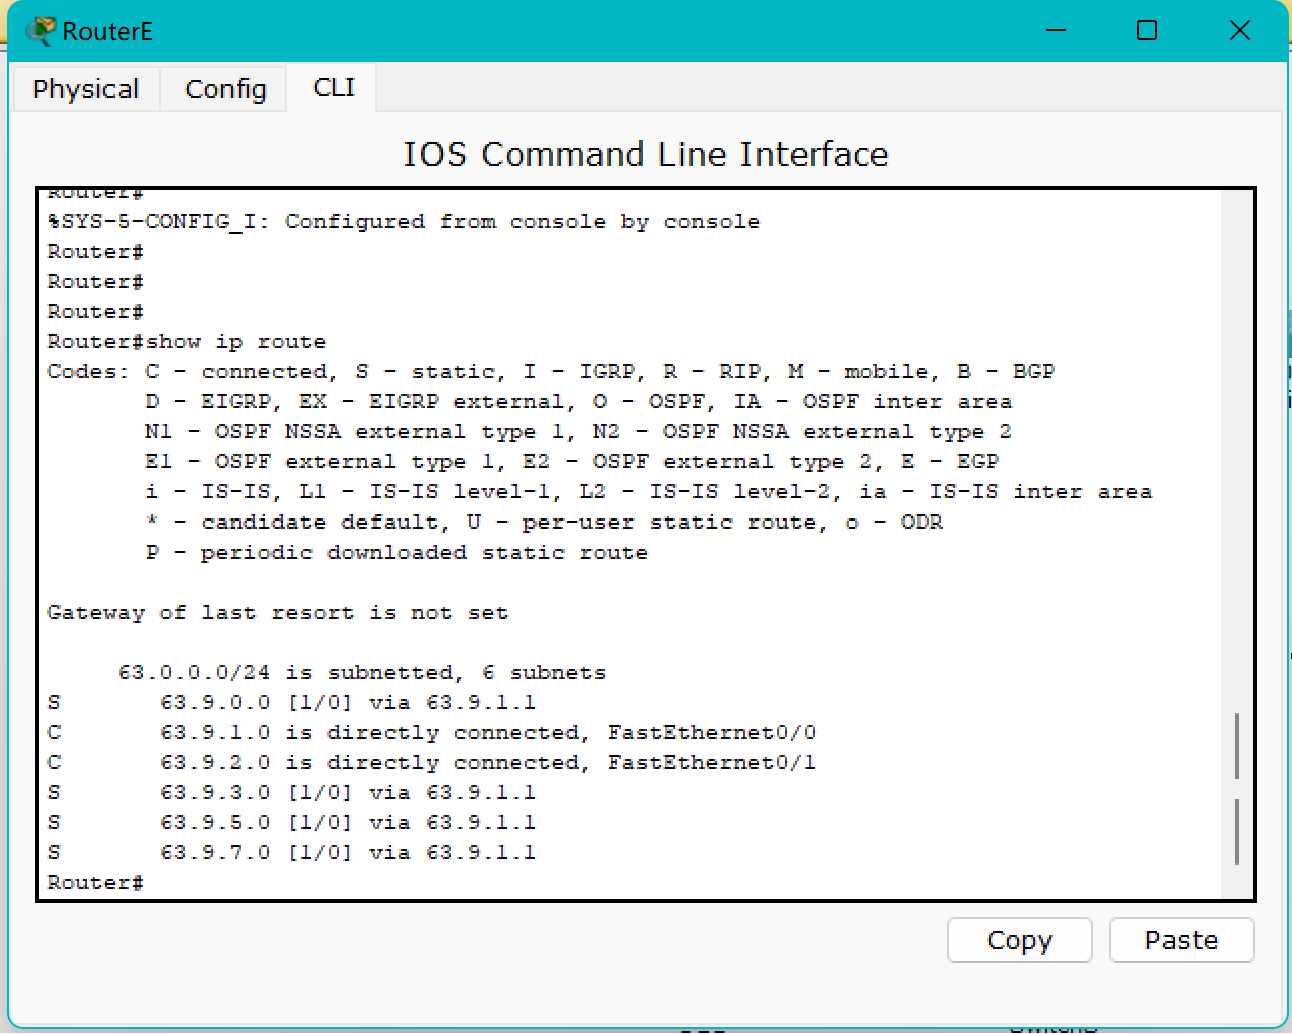 RouterE
Physical Config CLI
IOS Command Line Interface
Router#
%SYS-5-CONFIG_I: Configured from console by console
Router#
Router#
Router#
Router#show ip route
Codes: C - connected, S - static, I - IGRP, R - RIP, M - mobile, B - BGP
D - EIGRP, EX - EIGRP external, O - OSPF, IA - OSPF inter area
N1 - OSPF NSSA external type 1, N2 - OSPF NSSA external type 2
E1 - OSPF external type 1, E2 - OSPF external type 2, E - EGP
i - IS-IS, L1 - IS-IS level-1, L2 - IS-IS level-2, ia - IS-IS inter area
* - candidate default, U - per-user static route, o - ODR
P - periodic downloaded static route
Gateway of last resort is not set
63.0.0.0/24 is subnetted, 6 subnets
S 63.9.0.0 [1/0] via 63.9.1.1
C 63.9.1.0 is directly connected, FastEthernet0/0
C 63.9.2.0 is directly connected, FastEthernet0/1
S 63.9.3.0 [1/0] via 63.9.1.1
S 63.9.5.0 [1/0] via 63.9.1.1
S 63.9.7.0 [1/0] via 63.9.1.1
Router#
Copy Paste